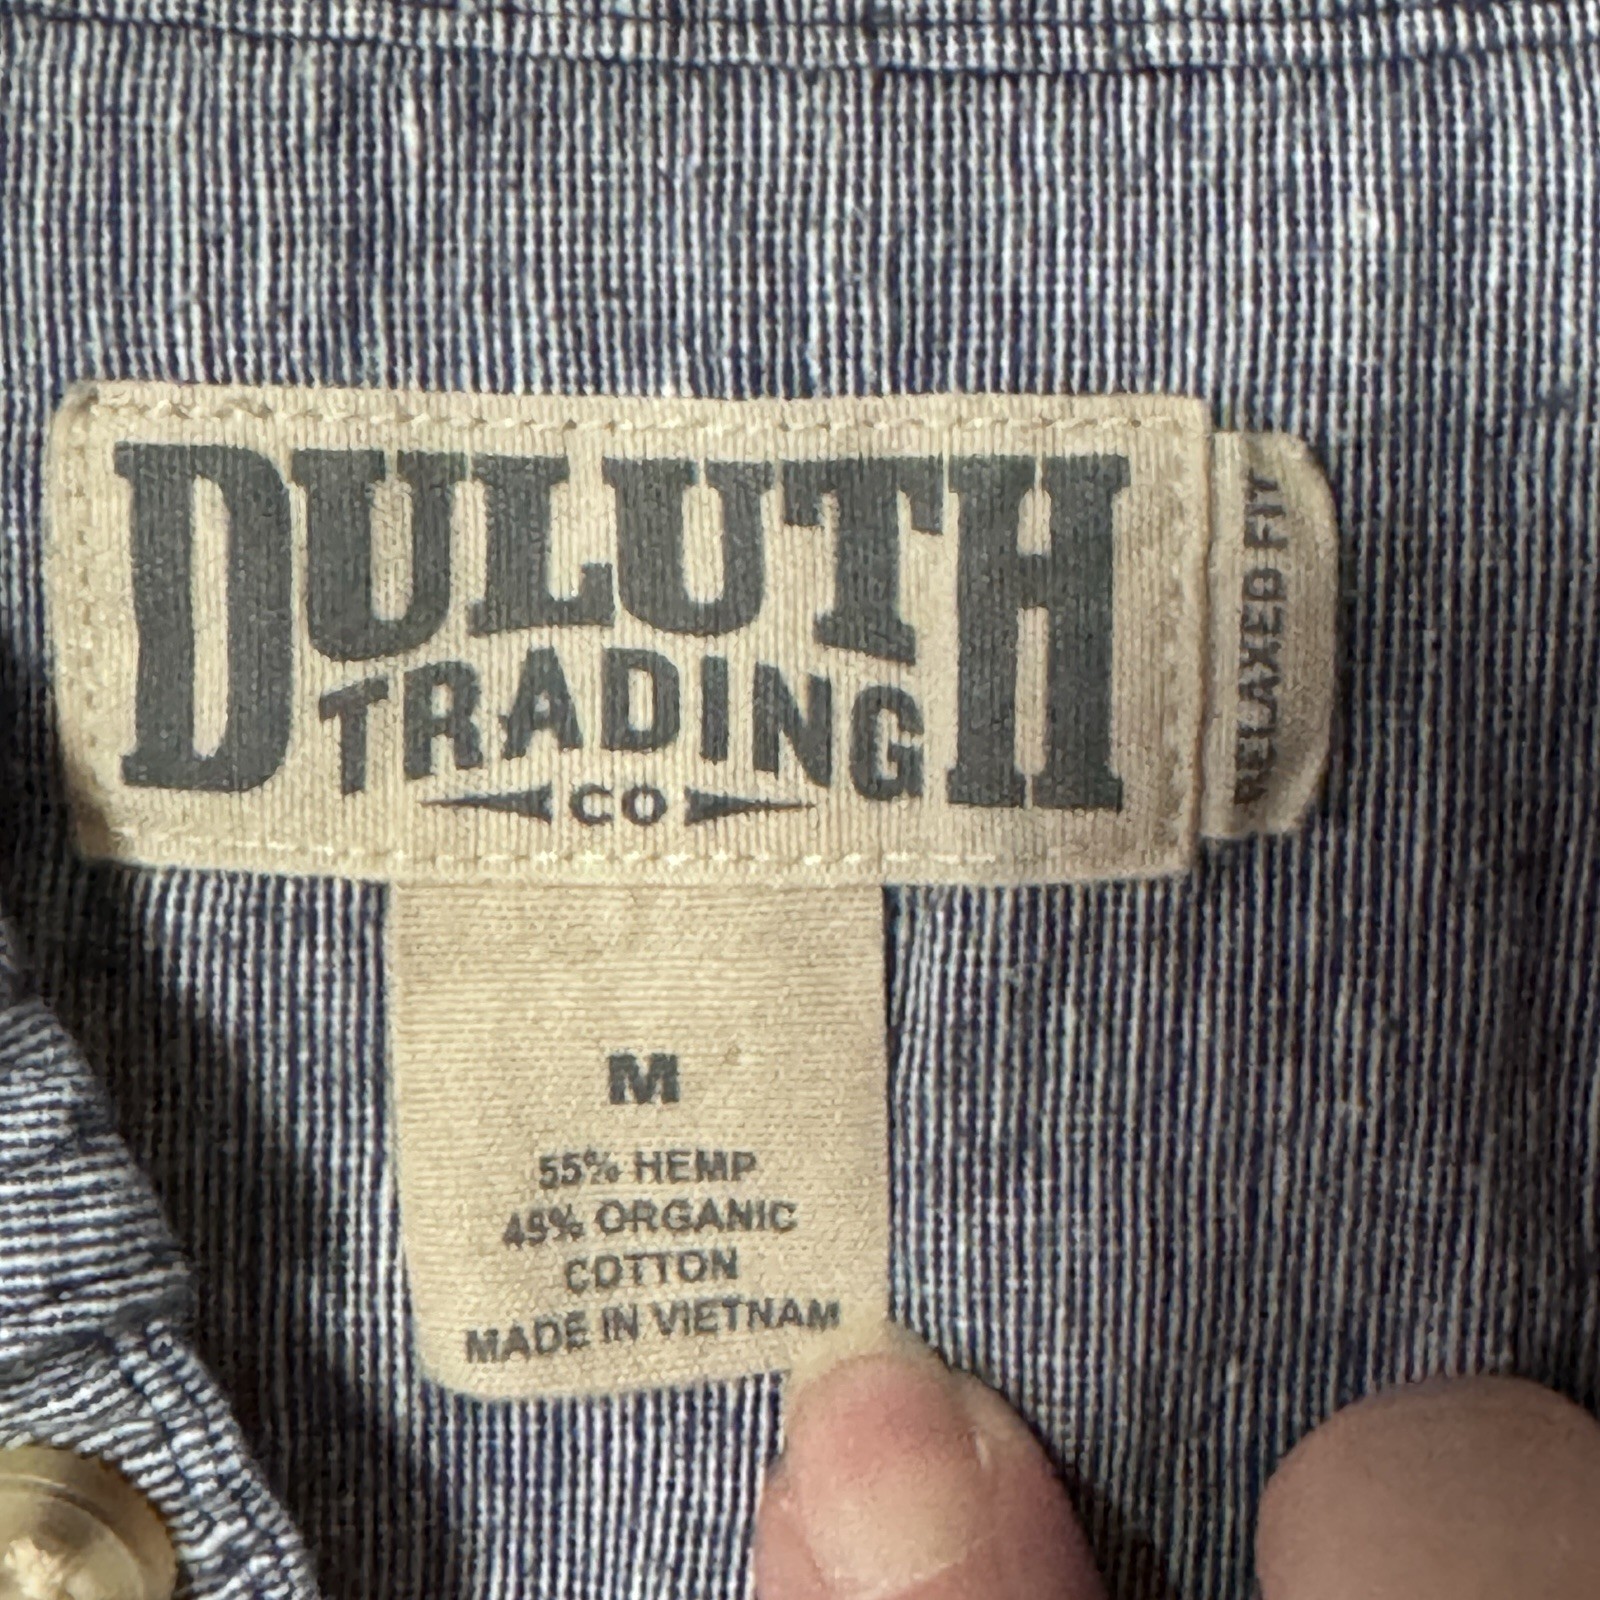 DULUTH
TRADING
CO
RELAXED FIT
M
55% HEMP
45% ORGANIC
COTTON
MADE IN VIETNAM